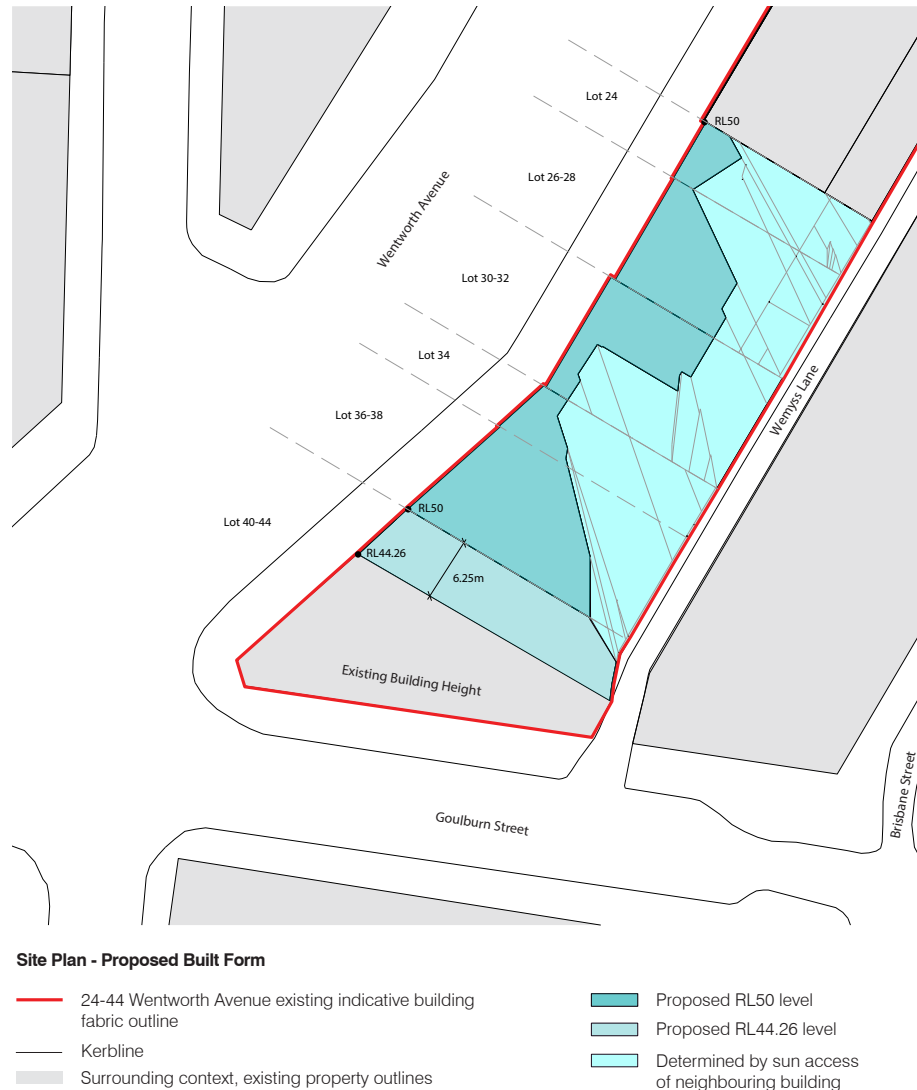 Lot 24
RL50
Lot 26-28
Wentworth Avenue
Lot 30-32
Lot 34
Wemyss Lane
Lot 36-38
RL50
Lot 40-44
RL44.26
6.25m
Existing Building Height
Brisbane Street
Goulburn Street
Site Plan - Proposed Built Form
24-44 Wentworth Avenue existing indicative building
fabric outline
Kerbline
Surrounding context, existing property outlines
Proposed RL50 level
Proposed RL44.26 level
Determined by sun access
of neighbouring building